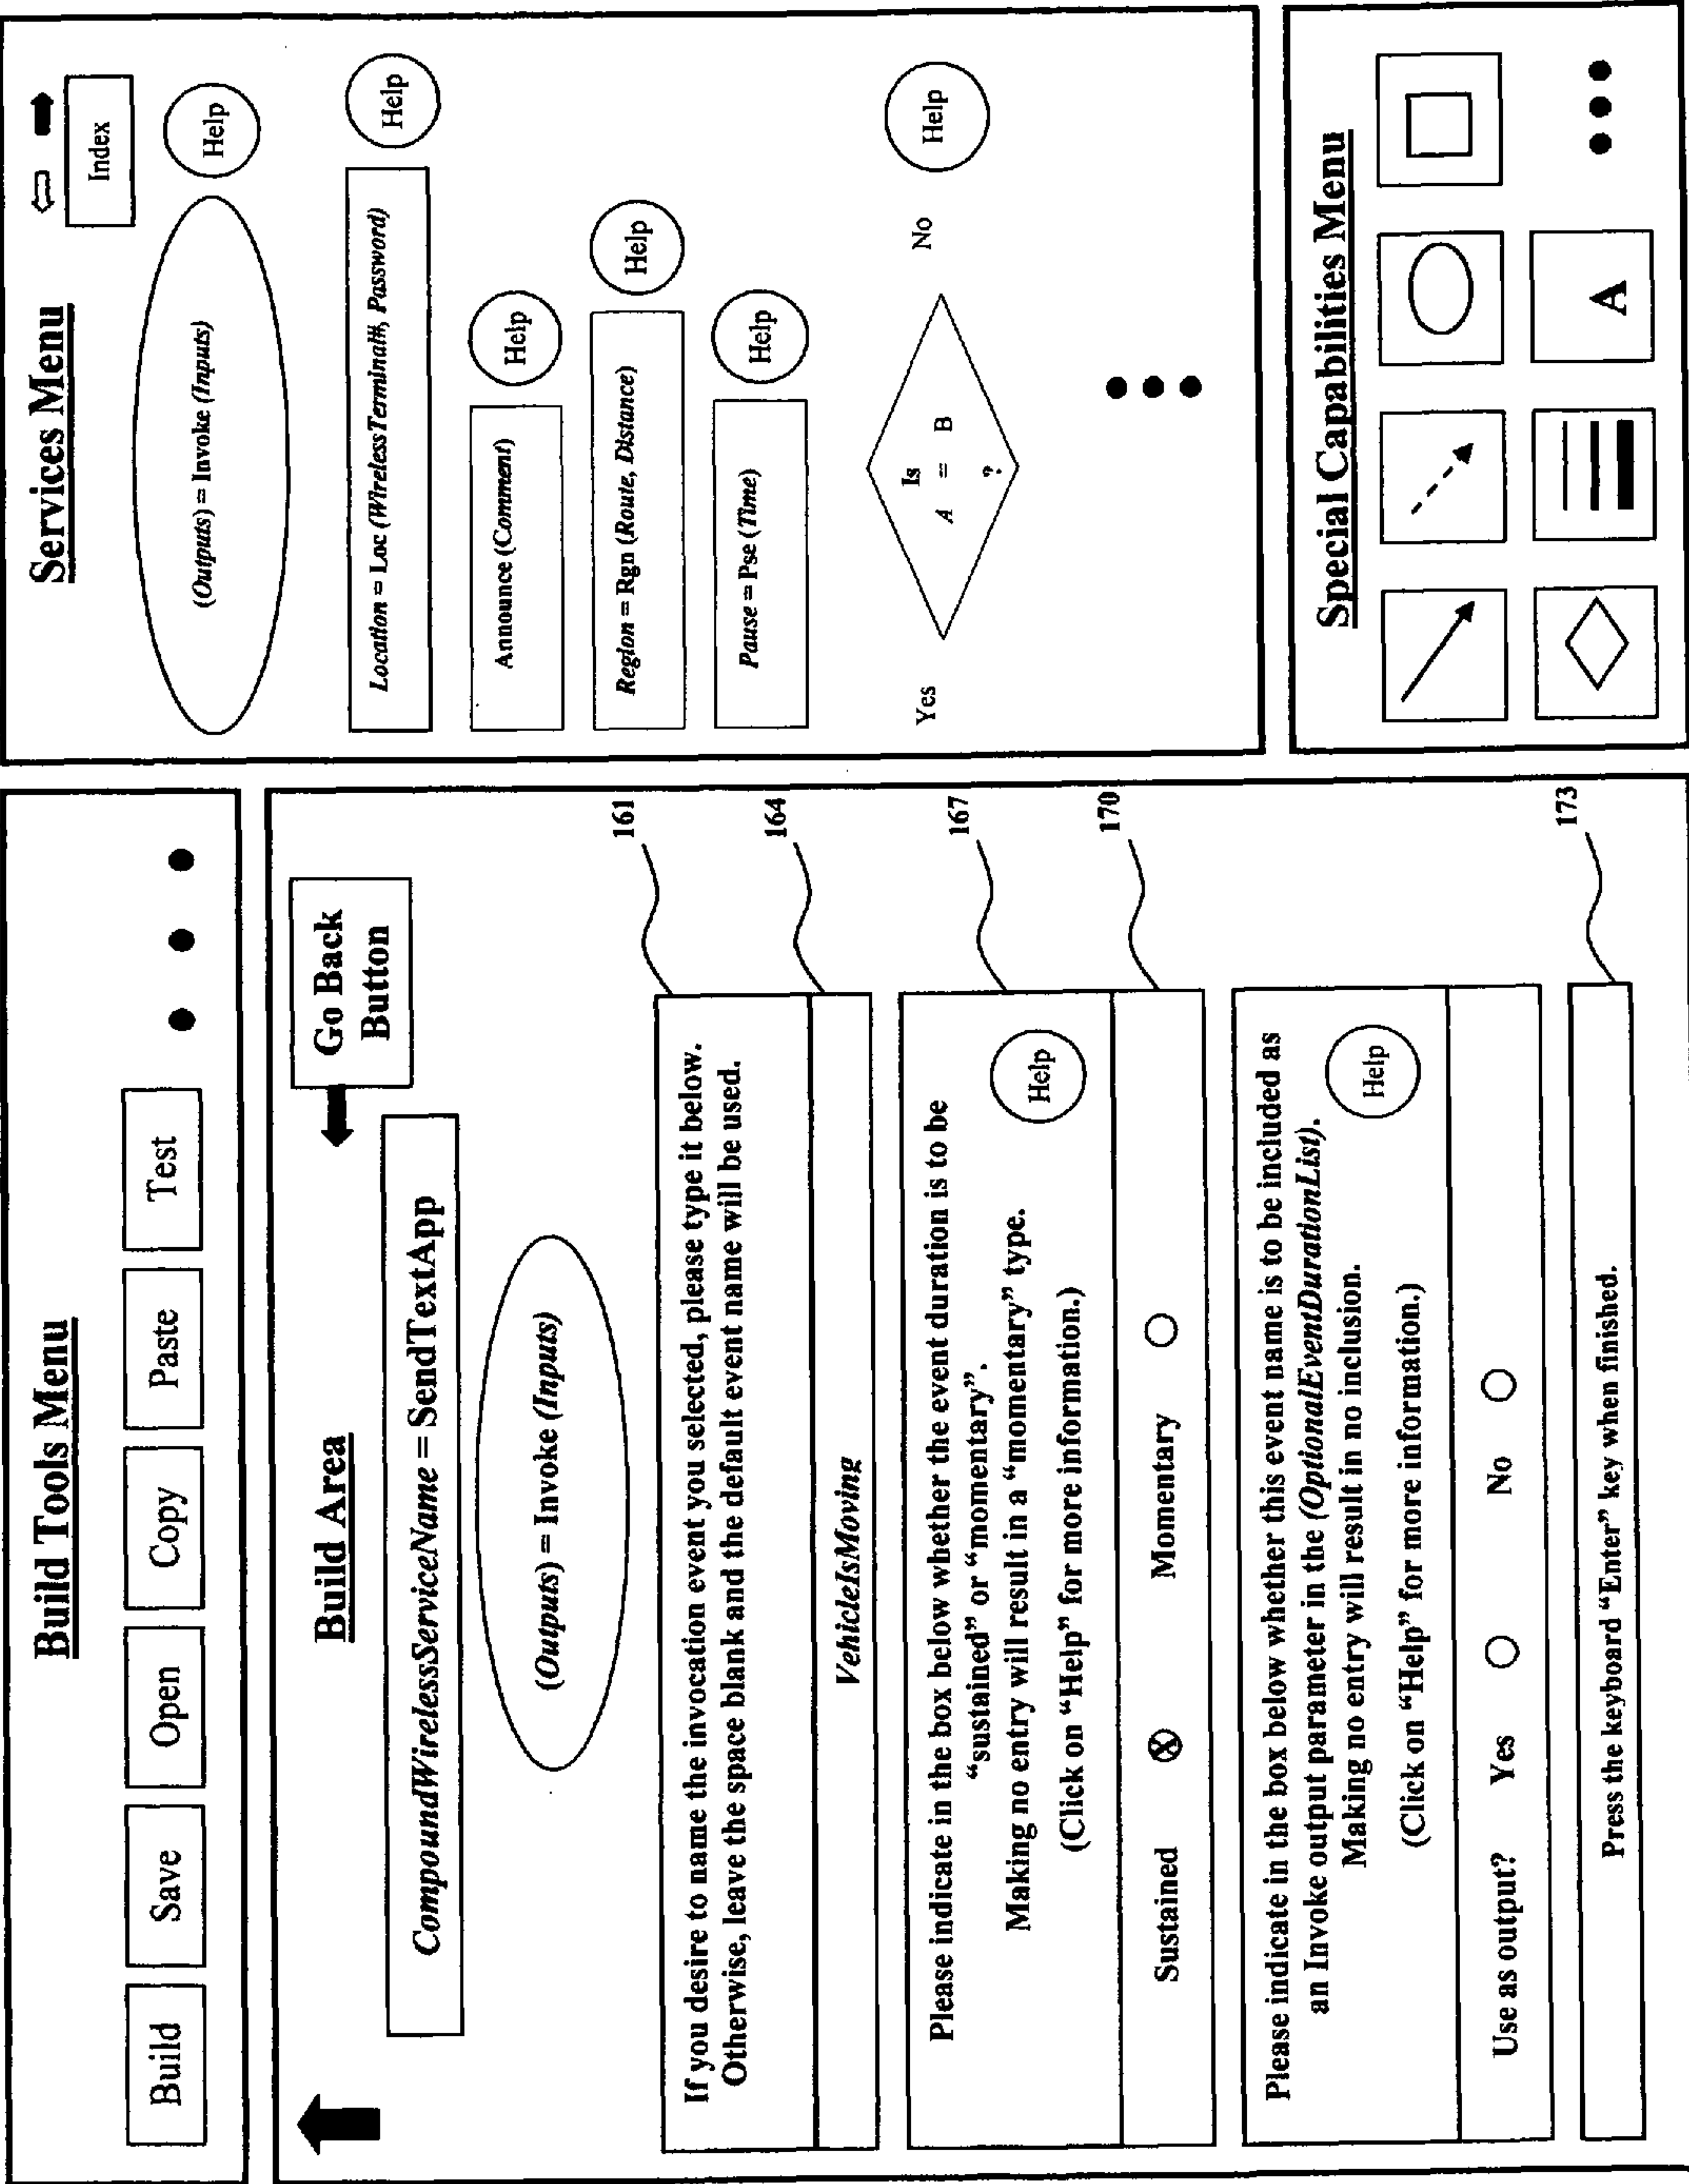 Build Tools Menu
Build
Save
Open
Copy
Paste
Test
Build Area
Go Back
Button
CompoundWirelessServiceName = SendTextApp
(Outputs) = Invoke (Inputs)
If you desire to name the invocation event you selected, please type it below.
Otherwise, leave the space blank and the default event name will be used.
161
VehicleIsMoving
164
Please indicate in the box below whether the event duration is to be
“sustained” or “momentary”.
Making no entry will result in a “momentary” type.
(Click on “Help” for more information.)
Help
167
Sustained
Momentary
170
Please indicate in the box below whether this event name is to be included as
an Invoke output parameter in the (OptionalEventDurationList).
Making no entry will result in no inclusion.
(Click on “Help” for more information.)
Help
Use as output? Yes
No
Press the keyboard “Enter” key when finished.
173
Services Menu
Index
(Outputs) = Invoke (Inputs)
Help
Location = Loc (WirelessTerminal#, Password)
Help
Announce (Comment)
Help
Region = Rgn (Route, Distance)
Help
Pause = Pse (Time)
Help
Yes
Is
A = B
?
No
Help
Special Capabilities Menu
A